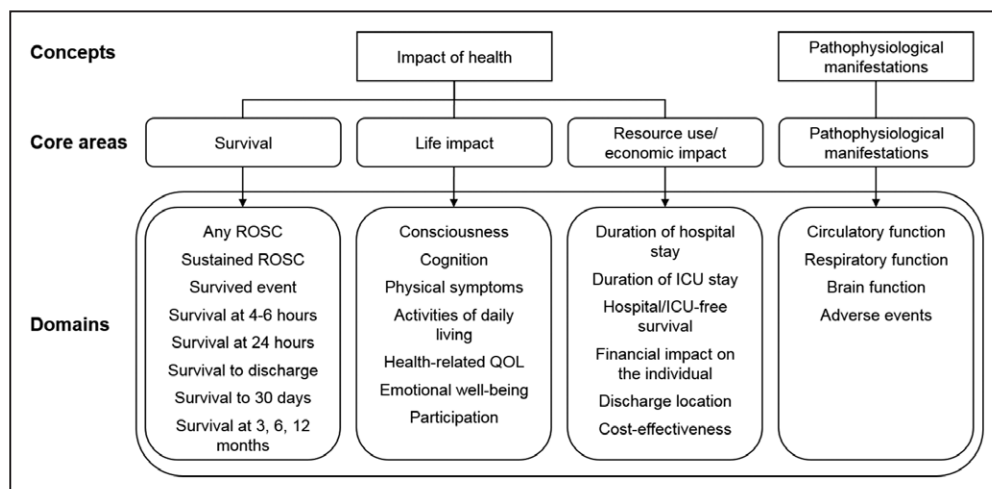 Concepts
Impact of health
Pathophysiological
manifestations
Core areas
Survival
Life impact
Resource use/
economic impact
Pathophysiological
manifestations
Domains
Any ROSC
Sustained ROSC
Survived event
Survival at 4-6 hours
Survival at 24 hours
Survival to discharge
Survival to 30 days
Survival at 3, 6, 12
months
Consciousness
Cognition
Physical symptoms
Activities of daily
living
Health-related QOL
Emotional well-being
Participation
Duration of hospital
stay
Duration of ICU stay
Hospital/ICU-free
survival
Financial impact on
the individual
Discharge location
Cost-effectiveness
Circulatory function
Respiratory function
Brain function
Adverse events